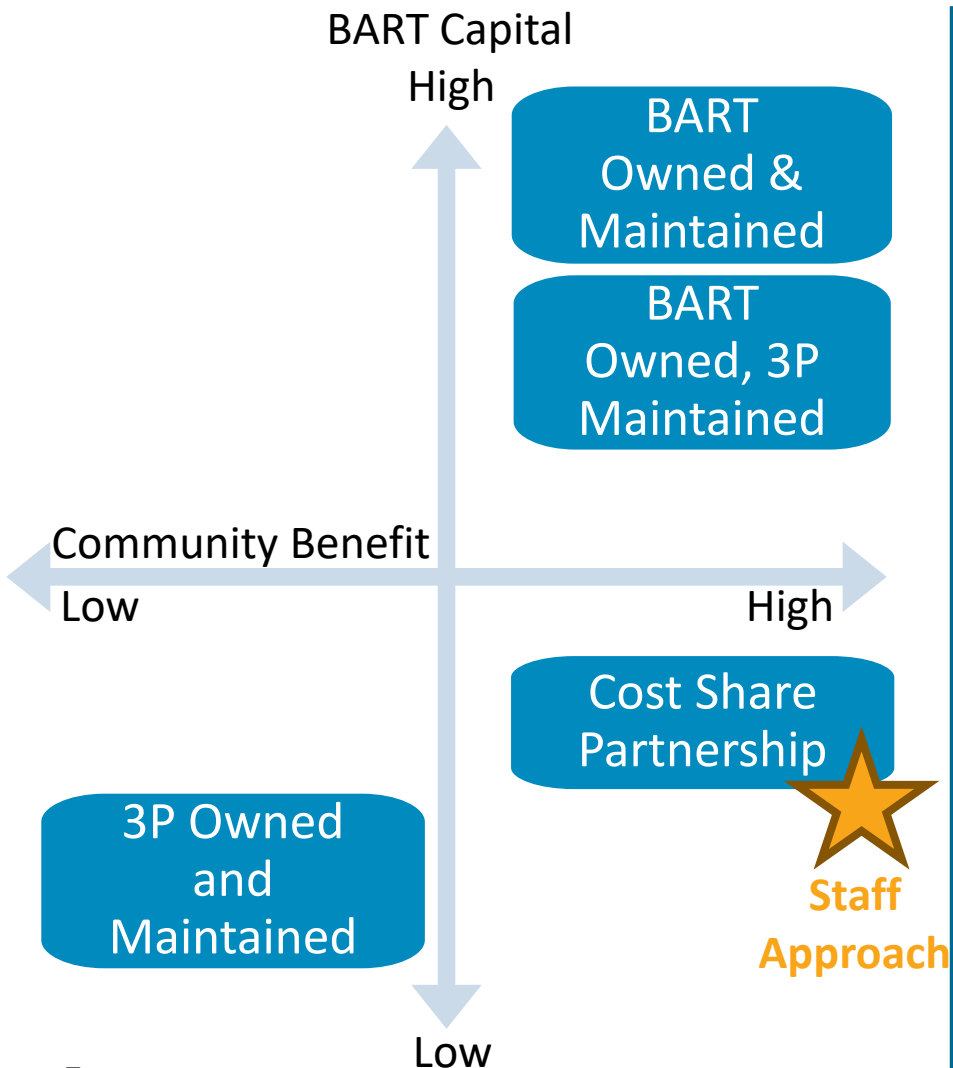 BART Capital
High
BART
Owned &
Maintained
BART
Owned, 3P
Maintained
Community Benefit
Low
High
Cost Share
Partnership
3P Owned
and
Maintained
Staff
Approach
Low